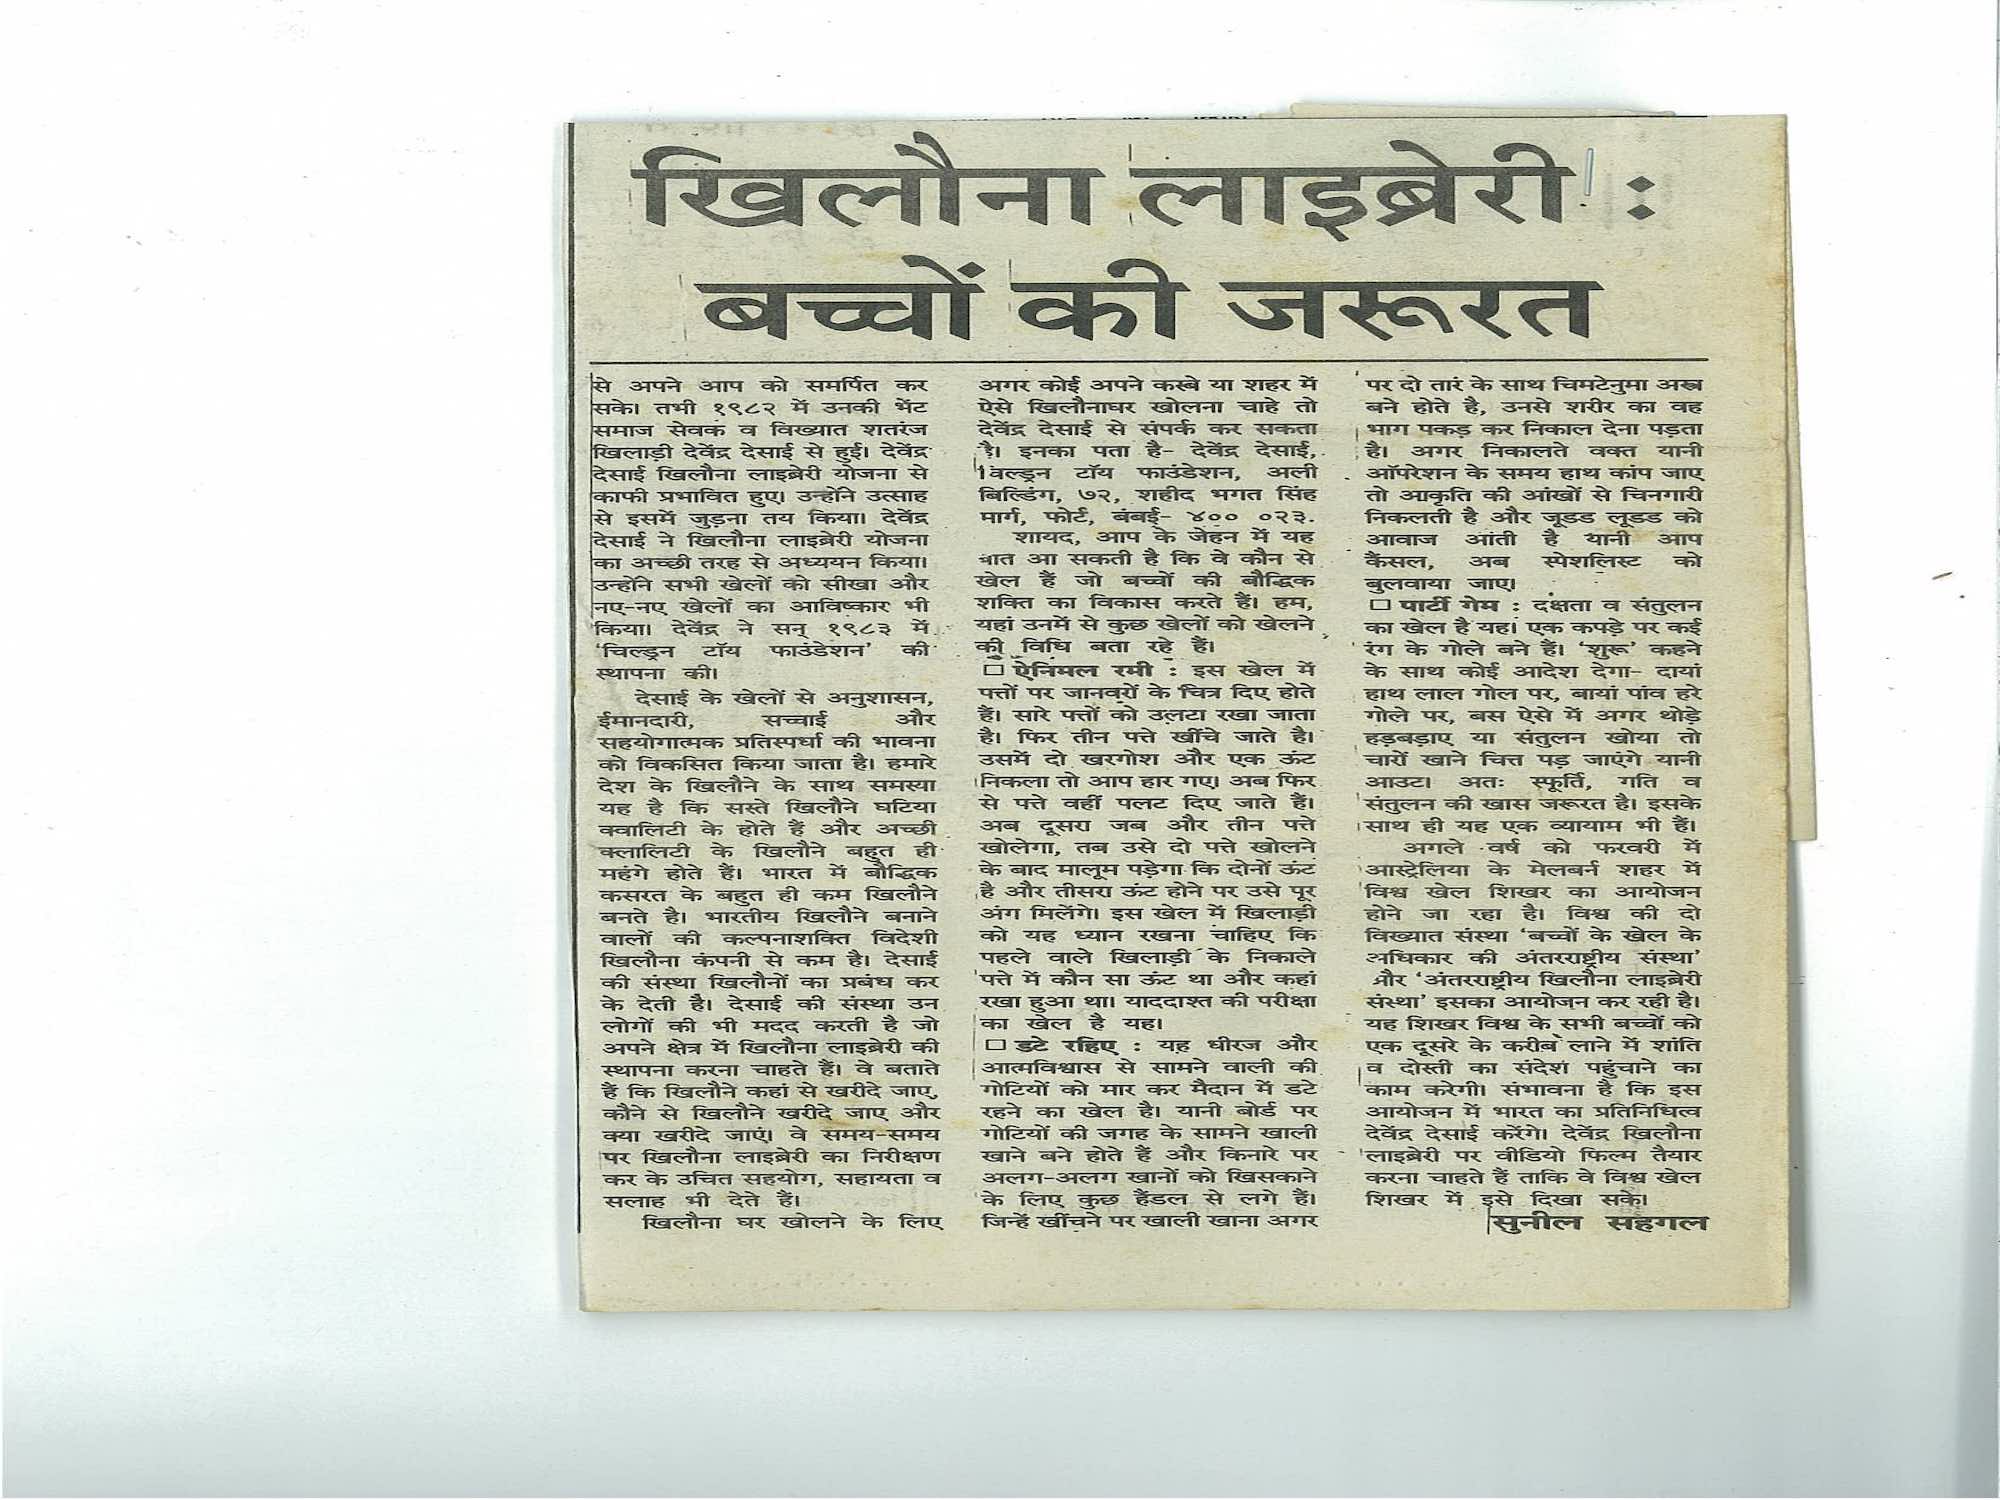 खिलौना लाइब्रेरी :
बच्चों की जरूरत
से अपने आप को समर्पित कर
सके। तभी १९८२ में उनकी भेंट
समाज सेवक व विख्यात शतरंज
खिलाड़ी देवेंद्र देसाई से हुई। देवेंद्र
देसाई खिलौना लाइब्रेरी योजना से
काफी प्रभावित हुए। उन्होंने उत्साह
से इसमें जुड़ना तय किया। देवेंद्र
देसाई ने खिलौना लाइब्रेरी योजना
का अच्छी तरह से अध्ययन किया।
उन्होंने सभी खेलों को सीखा और
नए-नए खेलों का आविष्कार भी
किया। देवेंद्र ने सन् १९८३ में
'चिल्ड्रन टॉय फाउंडेशन' की
स्थापना की।
देसाई के खेलों से अनुशासन,
ईमानदारी, सच्चाई और
सहयोगात्मक प्रतिस्पर्धा की भावना
को विकसित किया जाता है। हमारे
देश के खिलौने के साथ समस्या
यह है कि सस्ते खिलौने घटिया
क्वालिटी के होते हैं और अच्छी
क्लालिटी के खिलौने बहुत ही
महंगे होते हैं। भारत में बौद्धिक
कसरत के बहुत ही कम खिलौने
बनते है। भारतीय खिलौने बनाने
वालों की कल्पनाशक्ति विदेशी
खिलौना कंपनी से कम है। देसाई
की संस्था खिलौनों का प्रबंध कर
के देती है। देसाई की संस्था उन
लोगों की भी मदद करती है जो
अपने क्षेत्र में खिलौना लाइब्रेरी की
स्थापना करना चाहते हैं। वे बताते
हैं कि खिलौने कहां से खरीदे जाए,
कौने से खिलौने खरीदे जाए और
क्या खरीदे जाएं। वे समय-समय
पर खिलौना लाइब्रेरी का निरीक्षण
कर के उचित सहयोग, सहायता व
सलाह भी देते हैं।
खिलौना घर खोलने के लिए
अगर कोई अपने कस्बे या शहर में
ऐसे खिलौनाघर खोलना चाहे तो
देवेंद्र देसाई से संपर्क कर सकता
है। इनका पता है- देवेंद्र देसाई,
चिल्ड्रन टॉय फाउंडेशन, अली
बिल्डिंग, ७२, शहीद भगत सिंह
मार्ग, फोर्ट, बंबई- ४०० ०२३.
शायद, आप के जेहन में यह
बात आ सकती है कि वे कौन से
खेल हैं जो बच्चों की बौद्धिक
शक्ति का विकास करते हैं। हम,
यहां उनमें से कुछ खेलों को खेलने
की विधि बता रहे हैं।
□ ऐनिमल रमी : इस खेल में
पत्तों पर जानवरों के चित्र दिए होते
हैं। सारे पत्तों को उलटा रखा जाता
है। फिर तीन पत्ते खींचे जाते है।
उसमें दो खरगोश और एक ऊंट
निकला तो आप हार गए। अब फिर
से पत्ते वहीं पलट दिए जाते हैं।
अब दूसरा जब और तीन पत्ते
खोलेगा, तब उसे दो पत्ते खोलने
के बाद मालूम पड़ेगा कि दोनों ऊंट
है और तीसरा ऊंट होने पर उसे पूर
अंग मिलेंगे। इस खेल में खिलाड़ी
को यह ध्यान रखना चाहिए कि
पहले वाले खिलाड़ी के निकाले
पत्ते में कौन सा ऊंट था और कहां
रखा हुआ था। याददाश्त की परीक्षा
का खेल है यह।
□ डटे रहिए : यह धीरज और
आत्मविश्वास से सामने वाली की
गोटियों को मार कर मैदान में डटे
रहने का खेल है। यानी बोर्ड पर
गोटियों की जगह के सामने खाली
खाने बने होते हैं और किनारे पर
अलग-अलग खानों को खिसकाने
के लिए कुछ हैंडल से लगे हैं।
जिन्हें खींचने पर खाली खाना अगर
पर दो तारं के साथ चिमटेनुमा अस्त्र
बने होते है, उनसे शरीर का वह
भाग पकड़ कर निकाल देना पड़ता
है। अगर निकालते वक्त यानी
ऑपरेशन के समय हाथ कांप जाए
तो आकृति की आंखों से चिनगारी
निकलती है और जूडड लूडड को
आवाज आंती है यानी आप
कैंसल, अब स्पेशलिस्ट को
बुलवाया जाए।
□ पार्टी गेम : दक्षता व संतुलन
का खेल है यह। एक कपड़े पर कई
रंग के गोले बने हैं। 'शुरू' कहने
के साथ कोई आदेश देगा- दायां
हाथ लाल गोल पर, बायां पांव हरे
गोले पर, बस ऐसे में अगर थोड़े
हड़बड़ाए या संतुलन खोया तो
चारों खाने चित्त पड़ जाएंगे यानी
आउट। अतः स्फूर्ति, गति व
संतुलन की खास जरूरत है। इसके
साथ ही यह एक व्यायाम भी हैं।
अगले वर्ष को फरवरी में
आस्ट्रेलिया के मेलबर्न शहर में
विश्व खेल शिखर का आयोजन
होने जा रहा है। विश्व की दो
विख्यात संस्था 'बच्चों के खेल के
अधिकार की अंतरराष्ट्रीय संस्था'
और 'अंतरराष्ट्रीय खिलौना लाइब्रेरी
संस्था' इसका आयोजन कर रही है।
यह शिखर विश्व के सभी बच्चों को
एक दूसरे के करीब लाने में शांति
व दोस्ती का संदेश पहुंचाने का
काम करेगी। संभावना है कि इस
आयोजन में भारत का प्रतिनिधित्व
देवेंद्र देसाई करेंगे। देवेंद्र खिलौना
लाइब्रेरी पर वीडियो फिल्म तैयार
करना चाहते हैं ताकि वे विश्व खेल
शिखर में इसे दिखा सकें।
सुनील सहगल